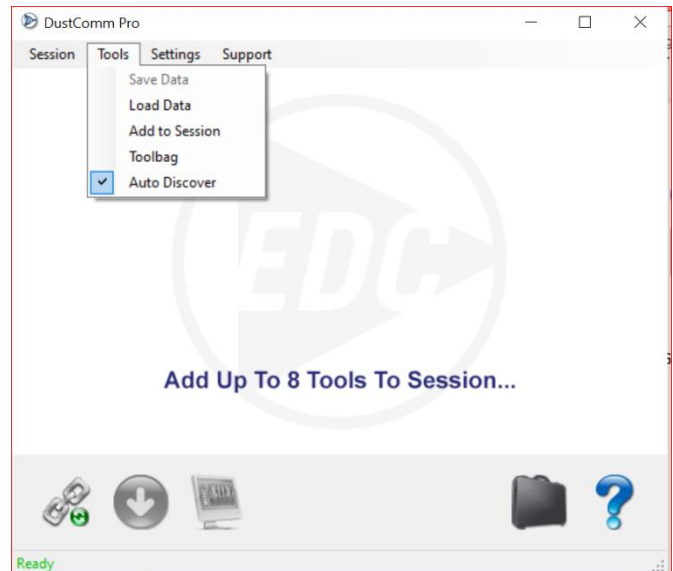 DustComm Pro
Session Tools Settings Support
Save Data
Load Data
Add to Session
Toolbag
Auto Discover
EDC
Add Up To 8 Tools To Session...
Ready